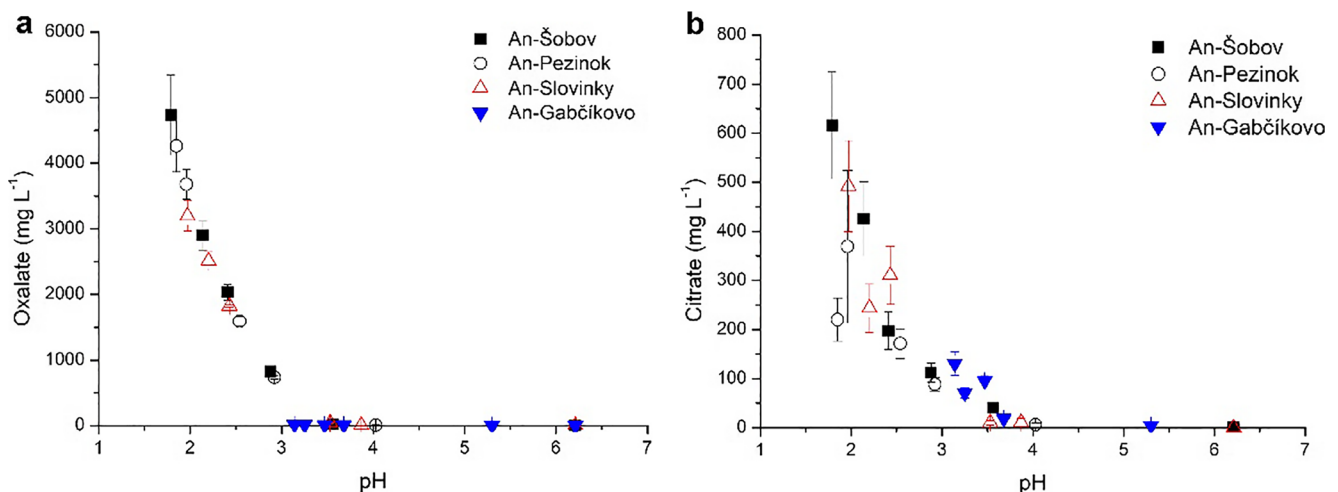 a
6000
5000
4000
3000
2000
1000
0
Oxalate (mg L⁻¹)
1 2 3 4 5 6 7
pH
An-Šobov
An-Pezinok
An-Slovinky
An-Gabčíkovo
b
800
700
600
500
400
300
200
100
0
Citrate (mg L⁻¹)
1 2 3 4 5 6 7
pH
An-Šobov
An-Pezinok
An-Slovinky
An-Gabčíkovo